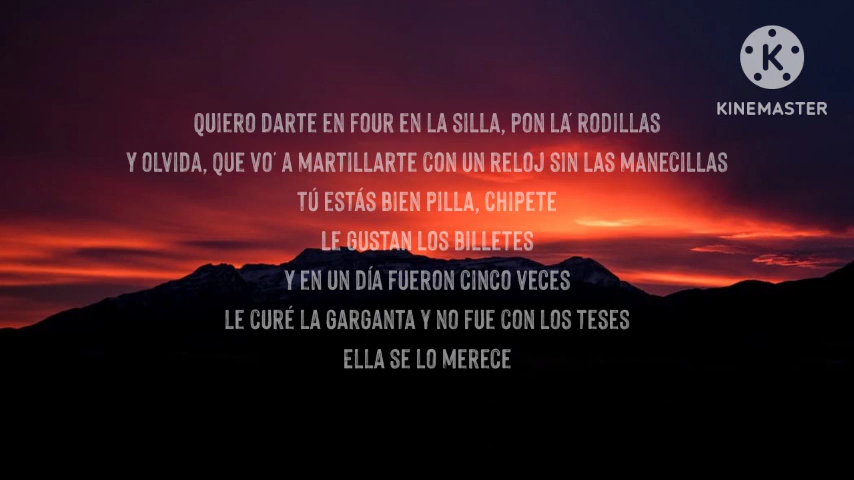 KINEMASTER
QUIERO DARTE EN FOUR EN LA SILLA, PON LA' RODILLAS
Y OLVIDA, QUE VO' A MARTILLARTE CON UN RELOJ SIN LAS MANECILLAS
TÚ ESTÁS BIEN PILLA, CHIPETE
LE GUSTAN LOS BILLETES
Y EN UN DÍA FUERON CINCO VECES
LE CURÉ LA GARGANTA Y NO FUE CON LOS TESES
ELLA SE LO MERECE